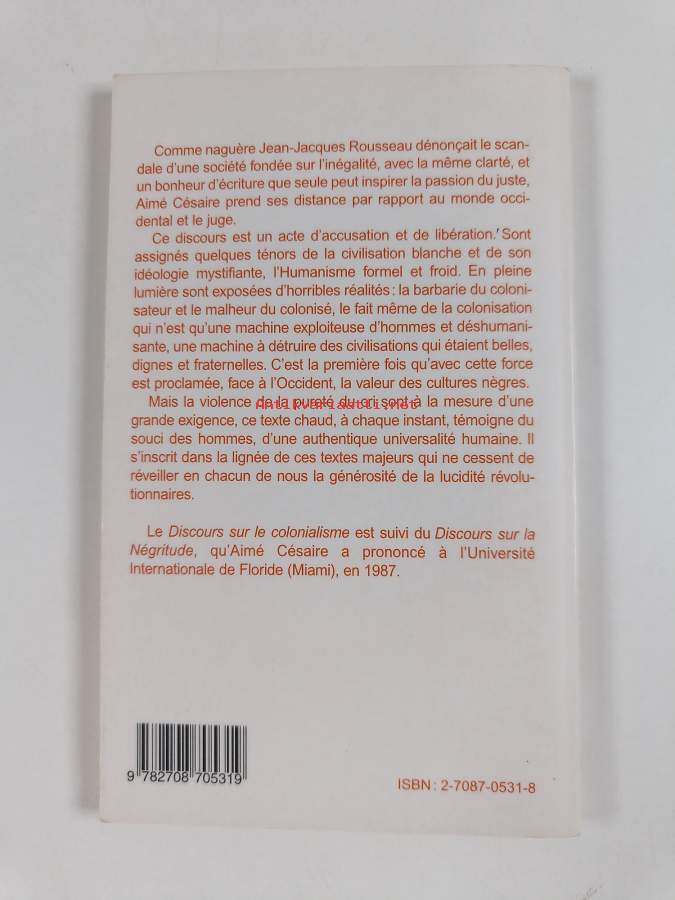 Comme naguère Jean-Jacques Rousseau dénonçait le scan-
dale d'une société fondée sur l'inégalité, avec la même clarté, et
un bonheur d'écriture que seule peut inspirer la passion du juste,
Aimé Césaire prend ses distance par rapport au monde occi-
dental et le juge.
Ce discours est un acte d'accusation et de libération. Sont
assignés quelques ténors de la civilisation blanche et de son
idéologie mystifiante, l'Humanisme formel et froid. En pleine
lumière sont exposées d'horribles réalités : la barbarie du coloni-
sateur et le malheur du colonisé, le fait même de la colonisation
qui n'est qu'une machine exploiteuse d'hommes et déshumani-
sante, une machine à détruire des civilisations qui étaient belles,
dignes et fraternelles. C'est la première fois qu'avec cette force
est proclamée, face à l'Occident, la valeur des cultures nègres.
Mais la violence de la pureté du cri sont à la mesure d'une
Antikvariaatti.net
grande exigence, ce texte chaud, à chaque instant, témoigne du
souci des hommes, d'une authentique universalité humaine. Il
s'inscrit dans la lignée de ces textes majeurs qui ne cessent de
réveiller en chacun de nous la générosité de la lucidité révolu-
tionnaires.
Le Discours sur le colonialisme est suivi du Discours sur la
Négritude, qu'Aimé Césaire a prononcé à l'Université
Internationale de Floride (Miami), en 1987.
9 782708 705319
ISBN : 2-7087-0531-8